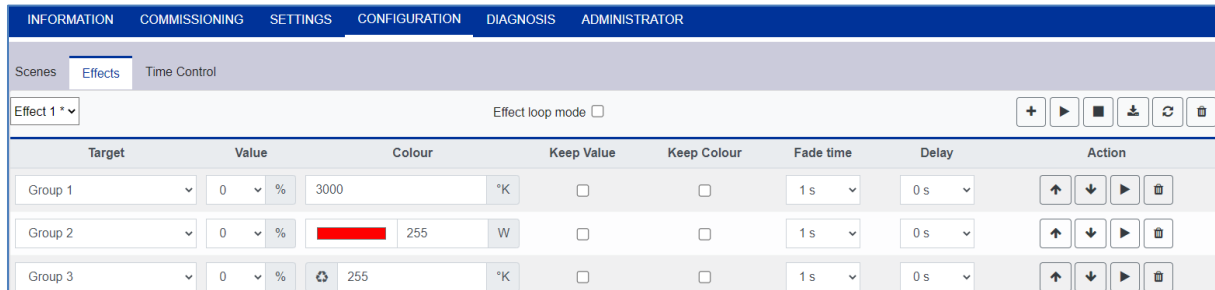 INFORMATION COMMISSIONING SETTINGS CONFIGURATION DIAGNOSIS ADMINISTRATOR
Scenes Effects Time Control
Effect 1 * Effect loop mode
Target Value Colour Keep Value Keep Colour Fade time Delay Action
Group 1 0 % 3000 °K 1 s 0 s
Group 2 0 % 255 W 1 s 0 s
Group 3 0 % 255 °K 1 s 0 s